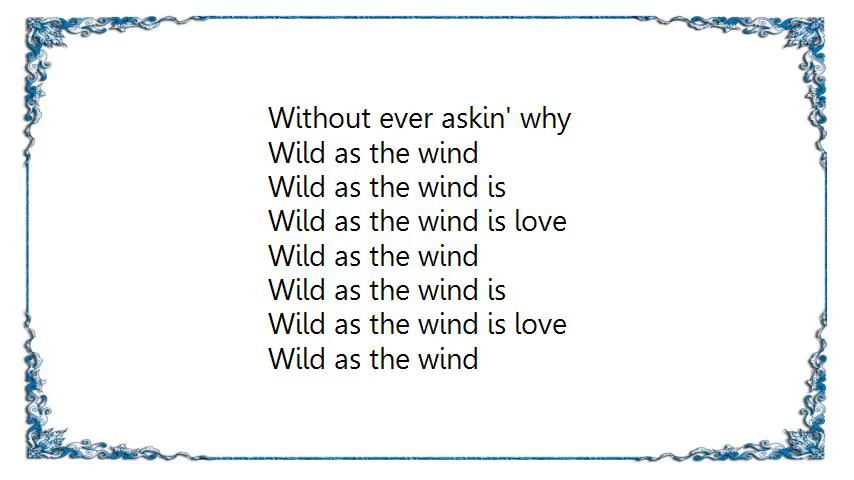 Without ever askin' why
Wild as the wind
Wild as the wind is
Wild as the wind is love
Wild as the wind
Wild as the wind is
Wild as the wind is love
Wild as the wind